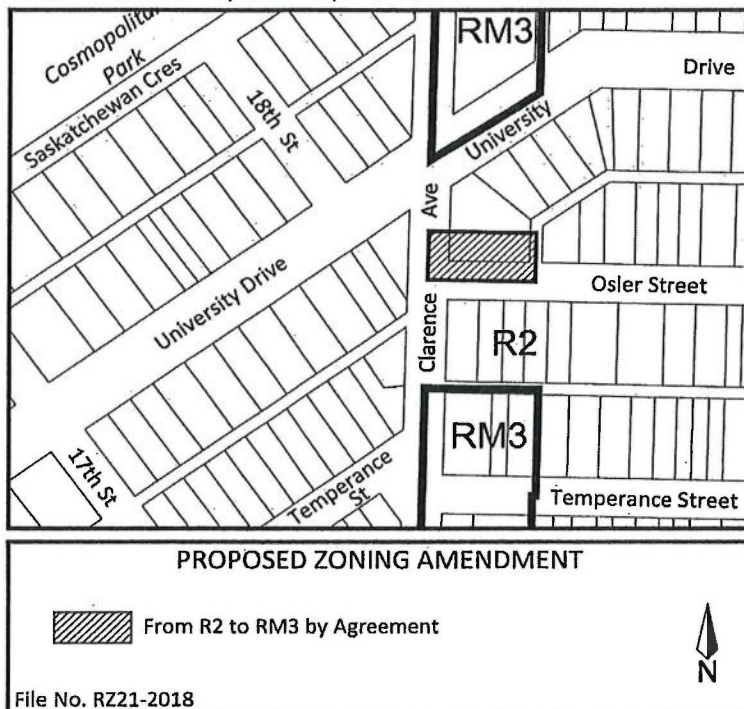 Cosmopolitan
Park
Saskatchewan Cres
18th St
RM3
Drive
University
Ave
University Drive
Clarence
Osler Street
R2
RM3
17th St
Temperance
St
Temperance Street
PROPOSED ZONING AMENDMENT
From R2 to RM3 by Agreement
N
File No. RZ21-2018